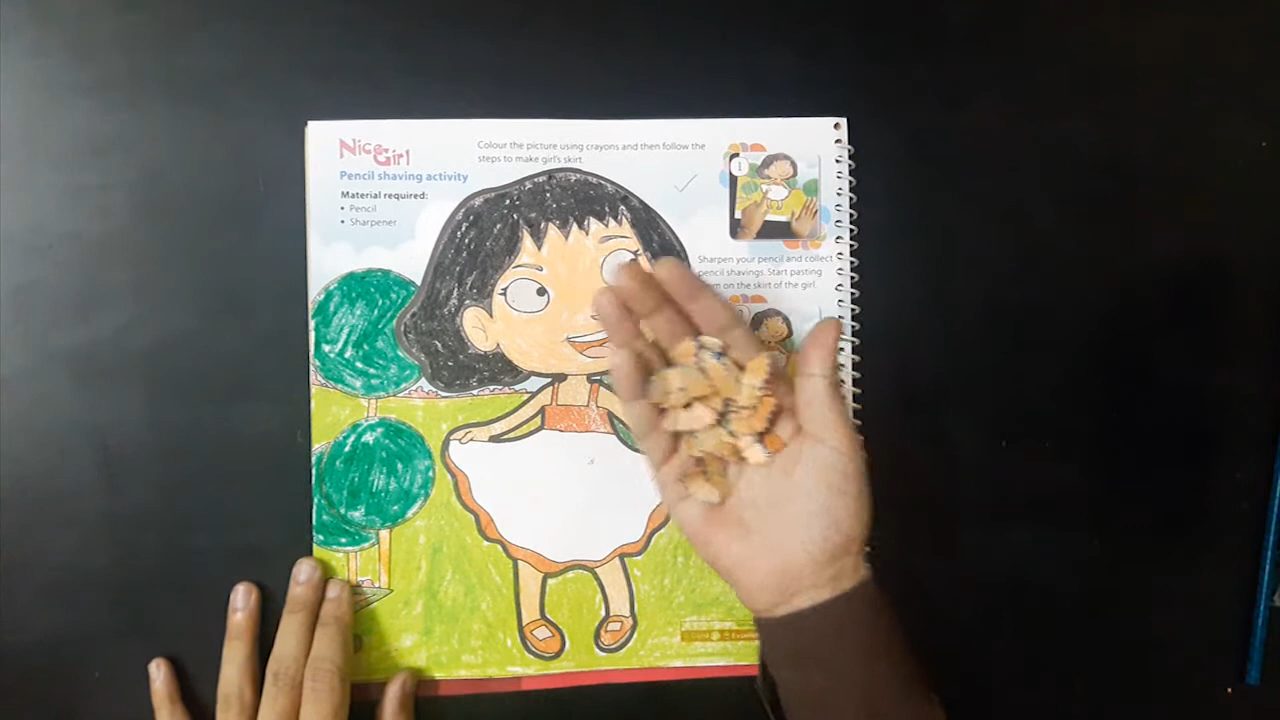 Nice Girl
Pencil shaving activity
Material required:
• Pencil
• Sharpener
Colour the picture using crayons and then follow the
steps to make girl's skirt.
1
Sharpen your pencil and collect
pencil shavings. Start pasting
on the skirt of the girl.